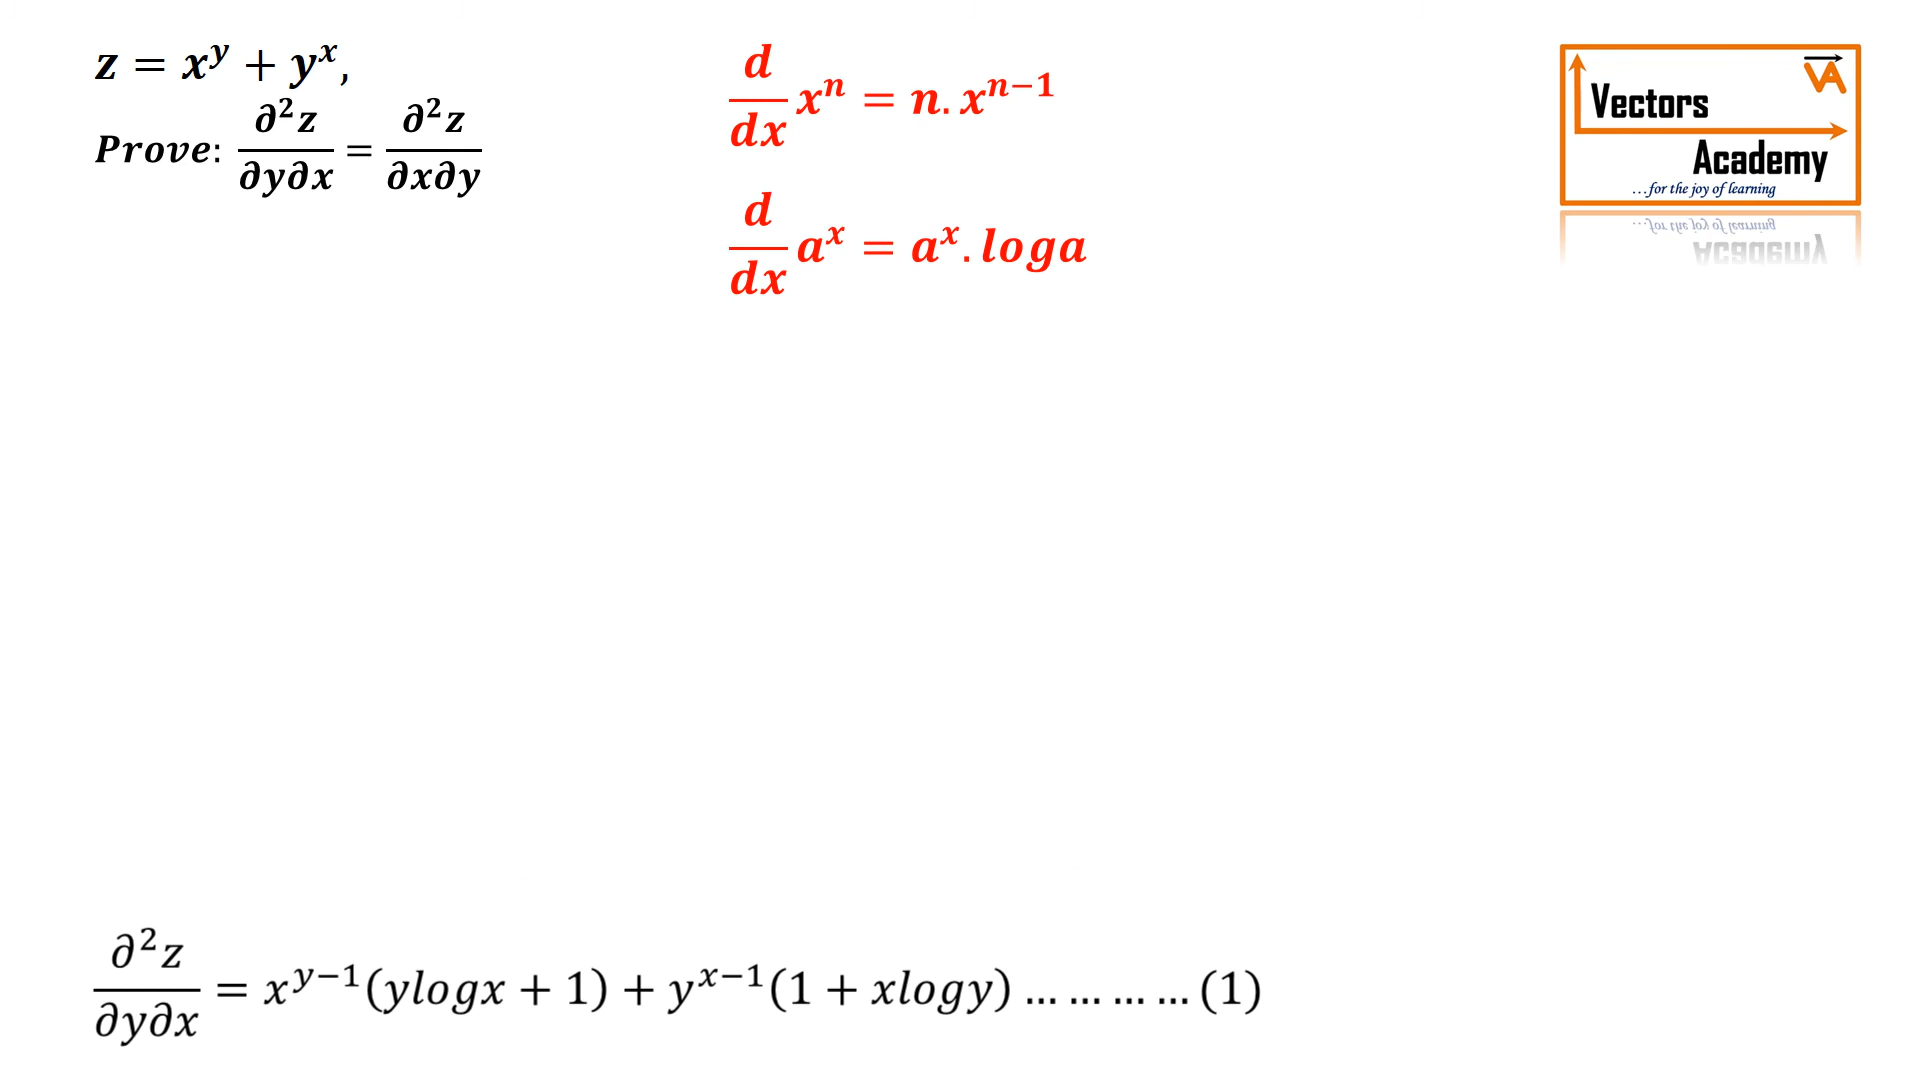 z = x^y + y^x,
Prove: ∂²z/∂y∂x = ∂²z/∂x∂y
d/dx x^n = n.x^{n−1}
d/dx a^x = a^x.loga
VA
Vectors
Academy
...for the joy of learning
∂²z/∂y∂x = x^{y−1}(ylogx + 1) + y^{x−1}(1 + xlogy) … … … … (1)